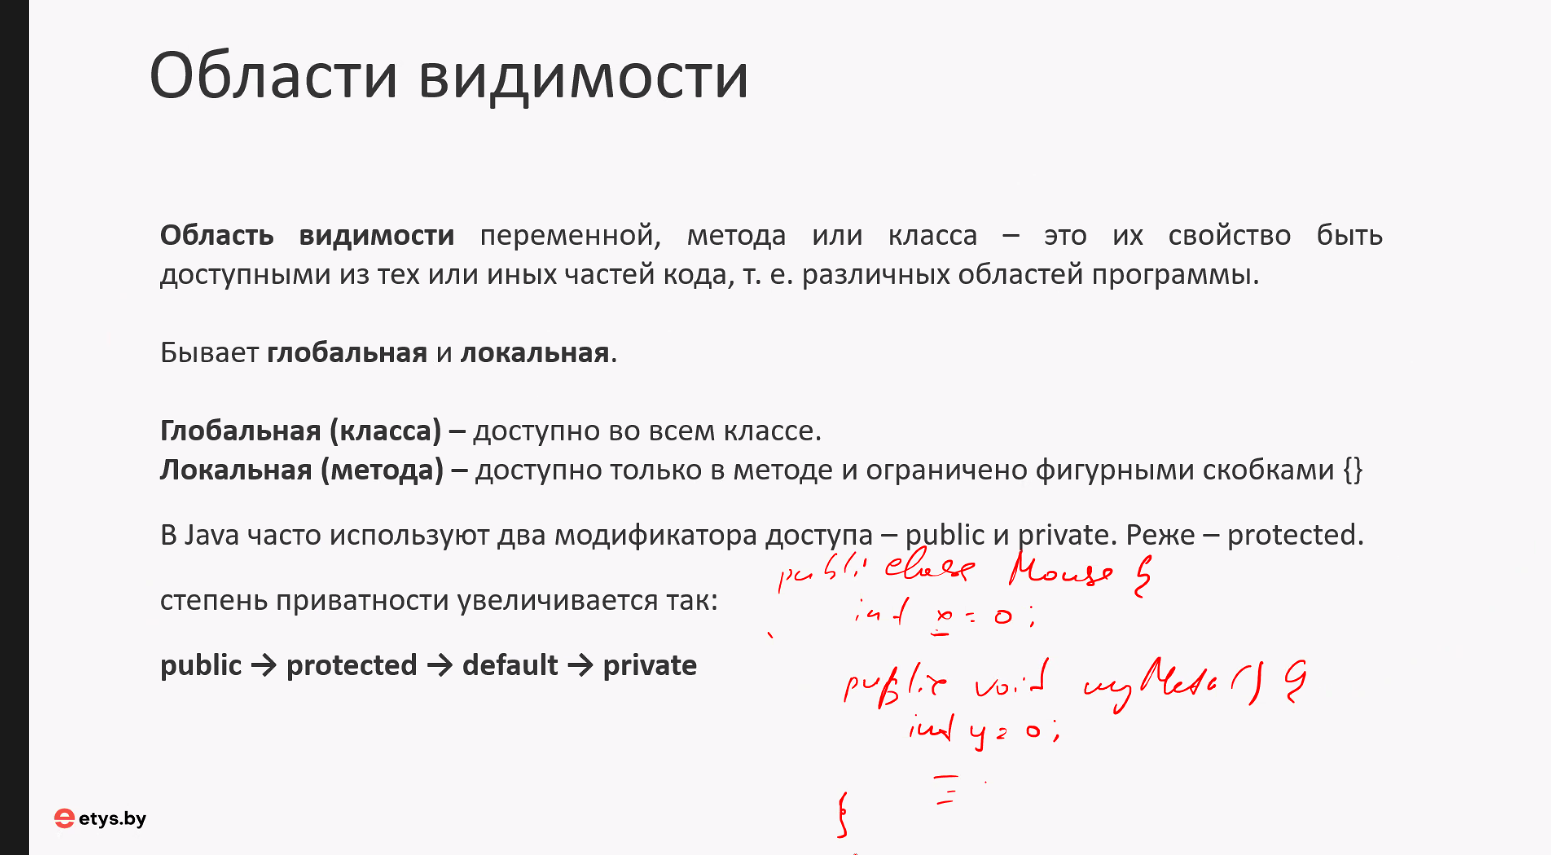 Области видимости
Область видимости переменной, метода или класса – это их свойство быть
доступными из тех или иных частей кода, т. е. различных областей программы.
Бывает глобальная и локальная.
Глобальная (класса) – доступно во всем классе.
Локальная (метода) – доступно только в методе и ограничено фигурными скобками {}
В Java часто используют два модификатора доступа – public и private. Реже – protected.
степень приватности увеличивается так:
public → protected → default → private
class Mouse {
int x = 0;
public void () {
int y = 0;
}
etys.by